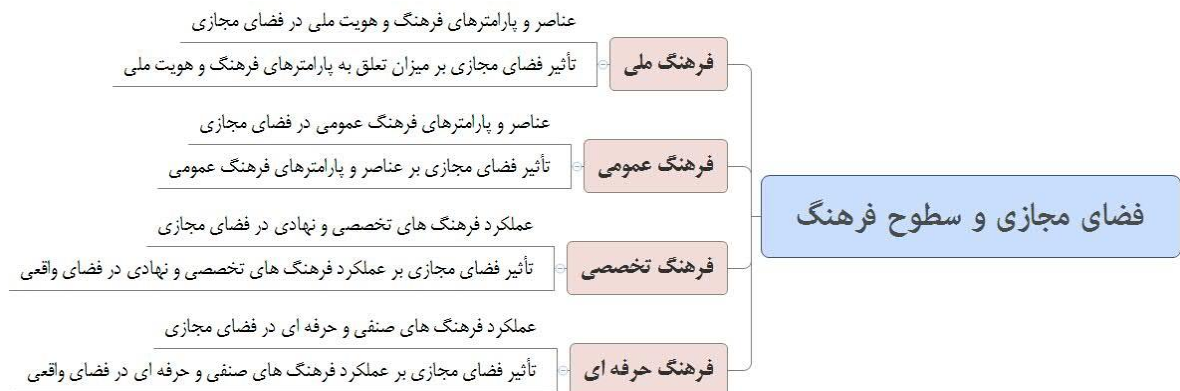 فضای مجازی و سطوح فرهنگ
فرهنگ ملی
عناصر و پارامترهای فرهنگ و هویت ملی در فضای مجازی
تأثیر فضای مجازی بر میزان تعلق به پارامترهای فرهنگ و هویت ملی
فرهنگ عمومی
عناصر و پارامترهای فرهنگ عمومی در فضای مجازی
تأثیر فضای مجازی بر عناصر و پارامترهای فرهنگ عمومی
فرهنگ تخصصی
عملکرد فرهنگ های تخصصی و نهادی در فضای مجازی
تأثیر فضای مجازی بر عملکرد فرهنگ های تخصصی و نهادی در فضای واقعی
فرهنگ حرفه ای
عملکرد فرهنگ های صنفی و حرفه ای در فضای مجازی
تأثیر فضای مجازی بر عملکرد فرهنگ های صنفی و حرفه ای در فضای واقعی